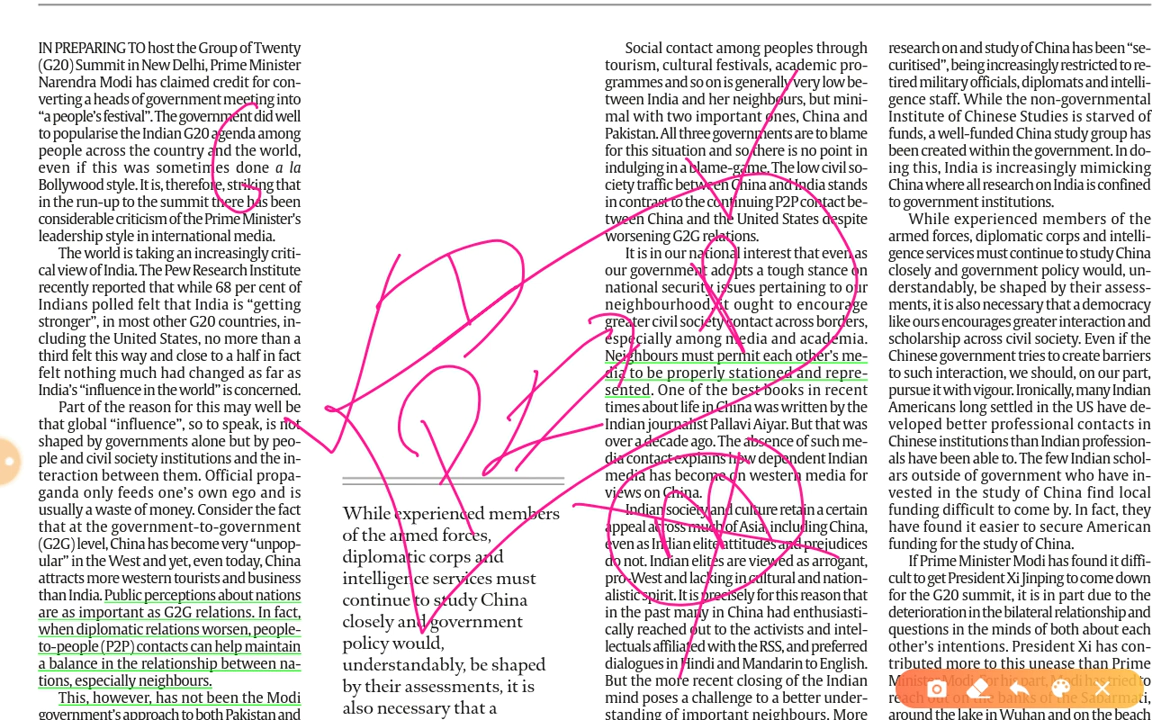 IN PREPARING TO host the Group of Twenty
(G20) Summit in New Delhi, Prime Minister
Narendra Modi has claimed credit for con-
verting a heads of government meeting into
“a people’s festival”. The government did well
to popularise the Indian G20 agenda among
people across the country and the world,
even if this was sometimes done a la
Bollywood style. It is, therefore, striking that
in the run-up to the summit there has been
considerable criticism of the Prime Minister’s
leadership style in international media.
The world is taking an increasingly criti-
cal view of India. The Pew Research Institute
recently reported that while 68 per cent of
Indians polled felt that India is “getting
stronger”, in most other G20 countries, in-
cluding the United States, no more than a
third felt this way and close to a half in fact
felt nothing much had changed as far as
India’s “influence in the world” is concerned.
Part of the reason for this may well be
that global “influence”, so to speak, is not
shaped by governments alone but by peo-
ple and civil society institutions and the in-
teraction between them. Official propa-
ganda only feeds one’s own ego and is
usually a waste of money. Consider the fact
that at the government-to-government
(G2G) level, China has become very “unpop-
ular” in the West and yet, even today, China
attracts more western tourists and business
than India. Public perceptions about nations
are as important as G2G relations. In fact,
when diplomatic relations worsen, people-
to-people (P2P) contacts can help maintain
a balance in the relationship between na-
tions, especially neighbours.
This, however, has not been the Modi
government’s approach to both Pakistan and
While experienced members
of the armed forces,
diplomatic corps and
intelligence services must
continue to study China
closely and government
policy would,
understandably, be shaped
by their assessments, it is
also necessary that a
Social contact among peoples through
tourism, cultural festivals, academic pro-
grammes and so on is generally very low be-
tween India and her neighbours, but mini-
mal with two important ones, China and
Pakistan. All three governments are to blame
for this situation and so there is no point in
indulging in a blame-game. The low civil so-
ciety traffic between China and India stands
in contrast to the continuing P2P contact be-
tween China and the United States despite
worsening G2G relations.
It is in our national interest that even as
our government adopts a tough stance on
national security issues pertaining to our
neighbourhood, it ought to encourage
greater civil society contact across borders,
especially among media and academia.
Neighbours must permit each other’s me-
dia to be properly stationed and repre-
sented. One of the best books in recent
times about life in China was written by the
Indian journalist Pallavi Aiyar. But that was
over a decade ago. The absence of such me-
dia contact explains how dependent Indian
media has become on western media for
views on China.
Indian society and culture retain a certain
appeal across much of Asia, including China,
even as Indian elite attitudes and prejudices
do not. Indian elites are viewed as arrogant,
pro-West and lacking in cultural and nation-
alistic spirit. It is precisely for this reason that
in the past many in China had enthusiasti-
cally reached out to the activists and intel-
lectuals affiliated with the RSS, and preferred
dialogues in Hindi and Mandarin to English.
But the more recent closing of the Indian
mind poses a challenge to a better under-
standing of important neighbours. More
research on and study of China has been “se-
curitised”, being increasingly restricted to re-
tired military officials, diplomats and intelli-
gence staff. While the non-governmental
Institute of Chinese Studies is starved of
funds, a well-funded China study group has
been created within the government. In do-
ing this, India is increasingly mimicking
China where all research on India is confined
to government institutions.
While experienced members of the
armed forces, diplomatic corps and intelli-
gence services must continue to study China
closely and government policy would, un-
derstandably, be shaped by their assess-
ments, it is also necessary that a democracy
like ours encourages greater interaction and
scholarship across civil society. Even if the
Chinese government tries to create barriers
to such interaction, we should, on our part,
pursue it with vigour. Ironically, many Indian
Americans long settled in the US have de-
veloped better professional contacts in
Chinese institutions than Indian profession-
als have been able to. The few Indian schol-
ars outside of government who have in-
vested in the study of China find local
funding difficult to come by. In fact, they
have found it easier to secure American
funding for the study of China.
If Prime Minister Modi has found it diffi-
cult to get President Xi Jinping to come down
for the G20 summit, it is in part due to the
deterioration in the bilateral relationship and
questions in the minds of both about each
other’s intentions. President Xi has con-
tributed more to this unease than Prime
Minister Modi, for his part, Modi has tried to
reach out on the banks of the Sabarmati,
around the lake in Wuhan and on the beach